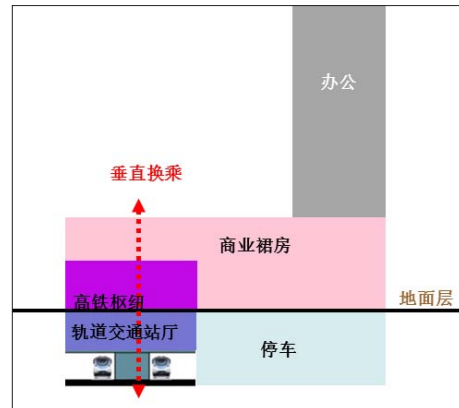 办公
垂直换乘
商业裙房
高铁枢纽
地面层
轨道交通站厅
停车